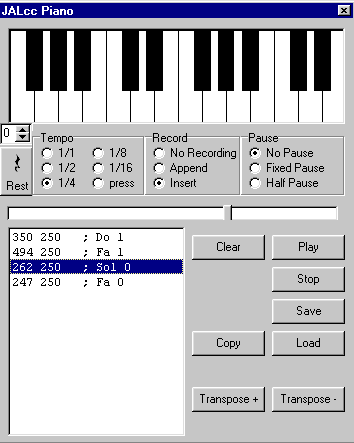 JALcc Piano
0
Rest
Tempo
1/1 1/8
1/2 1/16
1/4 press
Record
No Recording
Append
Insert
Pause
No Pause
Fixed Pause
Half Pause
350 250 ; Do 1
494 250 ; Fa 1
262 250 ; Sol 0
247 250 ; Fa 0
Clear
Play
Stop
Save
Copy
Load
Transpose +
Transpose -